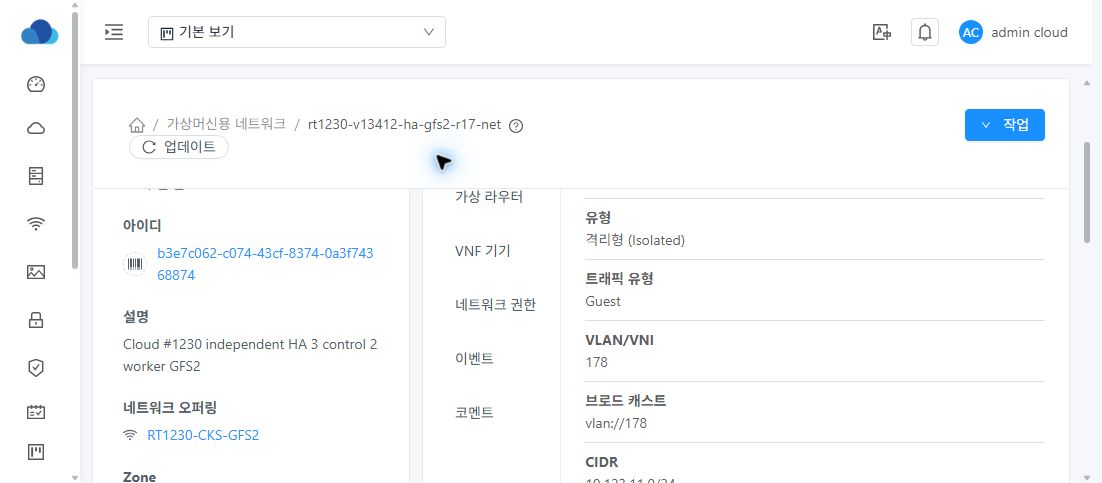 기본 보기
AC admin cloud
/ 가상머신용 네트워크 / rt1230-v13412-ha-gfs2-r17-net
작업
업데이트
아이디
b3e7c062-c074-43cf-8374-0a3f743
68874
설명
Cloud #1230 independent HA 3 control 2
worker GFS2
네트워크 오퍼링
RT1230-CKS-GFS2
Zone
가상 라우터
VNF 기기
네트워크 권한
이벤트
코멘트
유형
격리형 (Isolated)
트래픽 유형
Guest
VLAN/VNI
178
브로드 캐스트
vlan://178
CIDR
10.123.11.0/24